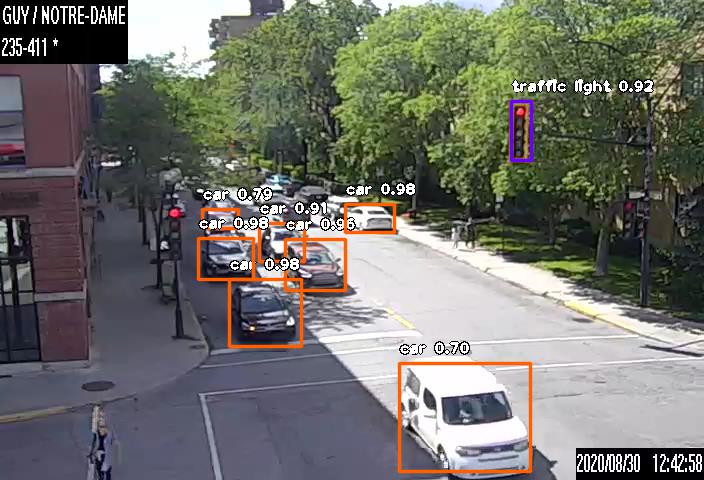 GUY / NOTRE-DAME
235-411 *
traffic light 0.92
car 0.79
car 0.98
car 0.91
car 0.98
car 0.96
car 0.98
car 0.70
2020/08/30 12:42:58